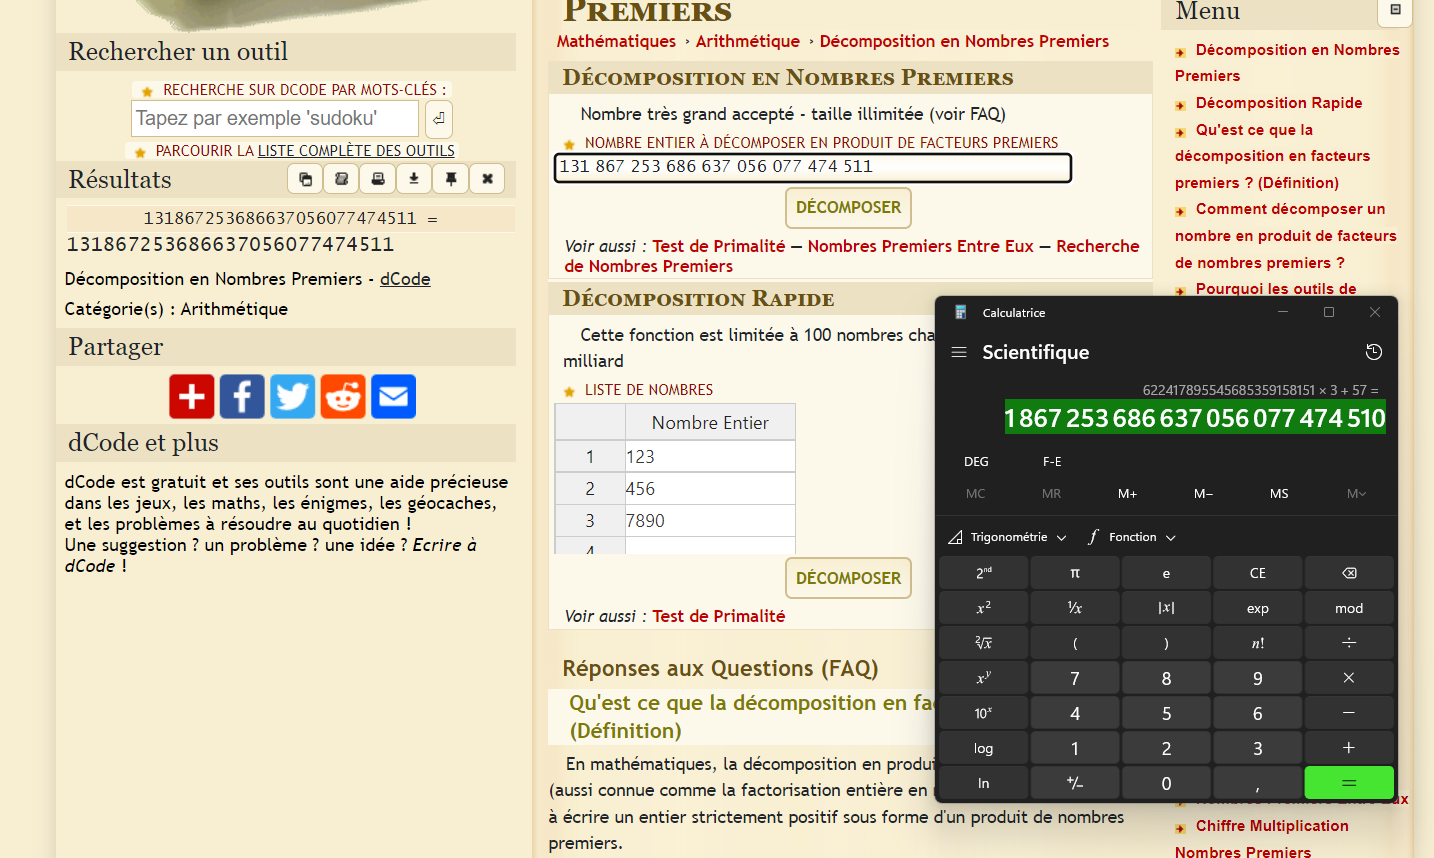 Rechercher un outil
RECHERCHE SUR DCODE PAR MOTS-CLÉS :
Tapez par exemple 'sudoku'
PARCOURIR LA LISTE COMPLÈTE DES OUTILS
Résultats
131867253686637056077474511 =
131867253686637056077474511
Décomposition en Nombres Premiers - dCode
Catégorie(s) : Arithmétique
Partager
dCode et plus
dCode est gratuit et ses outils sont une aide précieuse
dans les jeux, les maths, les énigmes, les géocaches,
et les problèmes à résoudre au quotidien !
Une suggestion ? un problème ? une idée ? Ecrire à
dCode !
Premiers
Mathématiques › Arithmétique › Décomposition en Nombres Premiers
Décomposition en Nombres Premiers
Nombre très grand accepté - taille illimitée (voir FAQ)
NOMBRE ENTIER À DÉCOMPOSER EN PRODUIT DE FACTEURS PREMIERS
131 867 253 686 637 056 077 474 511
DÉCOMPOSER
Voir aussi : Test de Primalité — Nombres Premiers Entre Eux — Recherche
de Nombres Premiers
Décomposition Rapide
Cette fonction est limitée à 100 nombres cha
milliard
LISTE DE NOMBRES
Nombre Entier
1 123
2 456
3 7890
4
DÉCOMPOSER
Voir aussi : Test de Primalité
Réponses aux Questions (FAQ)
Qu'est ce que la décomposition en fa
(Définition)
En mathématiques, la décomposition en produi
(aussi connue comme la factorisation entière en
à écrire un entier strictement positif sous forme d'un produit de nombres
premiers.
Menu
Décomposition en Nombres
Premiers
Décomposition Rapide
Qu'est ce que la
décomposition en facteurs
premiers ? (Définition)
Comment décomposer un
nombre en produit de facteurs
de nombres premiers ?
Pourquoi les outils de
Calculatrice
Scientifique
62241789554568535915815​1 × 3 + 57 =
1 867 253 686 637 056 077 474 510
DEG F-E
MC MR M+ M− MS M
Trigonométrie f Fonction
2ⁿᵈ π e CE
x² ¹⁄x |x| exp mod
²√x ( ) n! ÷
xʸ 7 8 9 ×
10ˣ 4 5 6 −
log 1 2 3 +
ln +/− 0 , =
Nombres Premiers Entre Eux
Chiffre Multiplication
Nombres Premiers